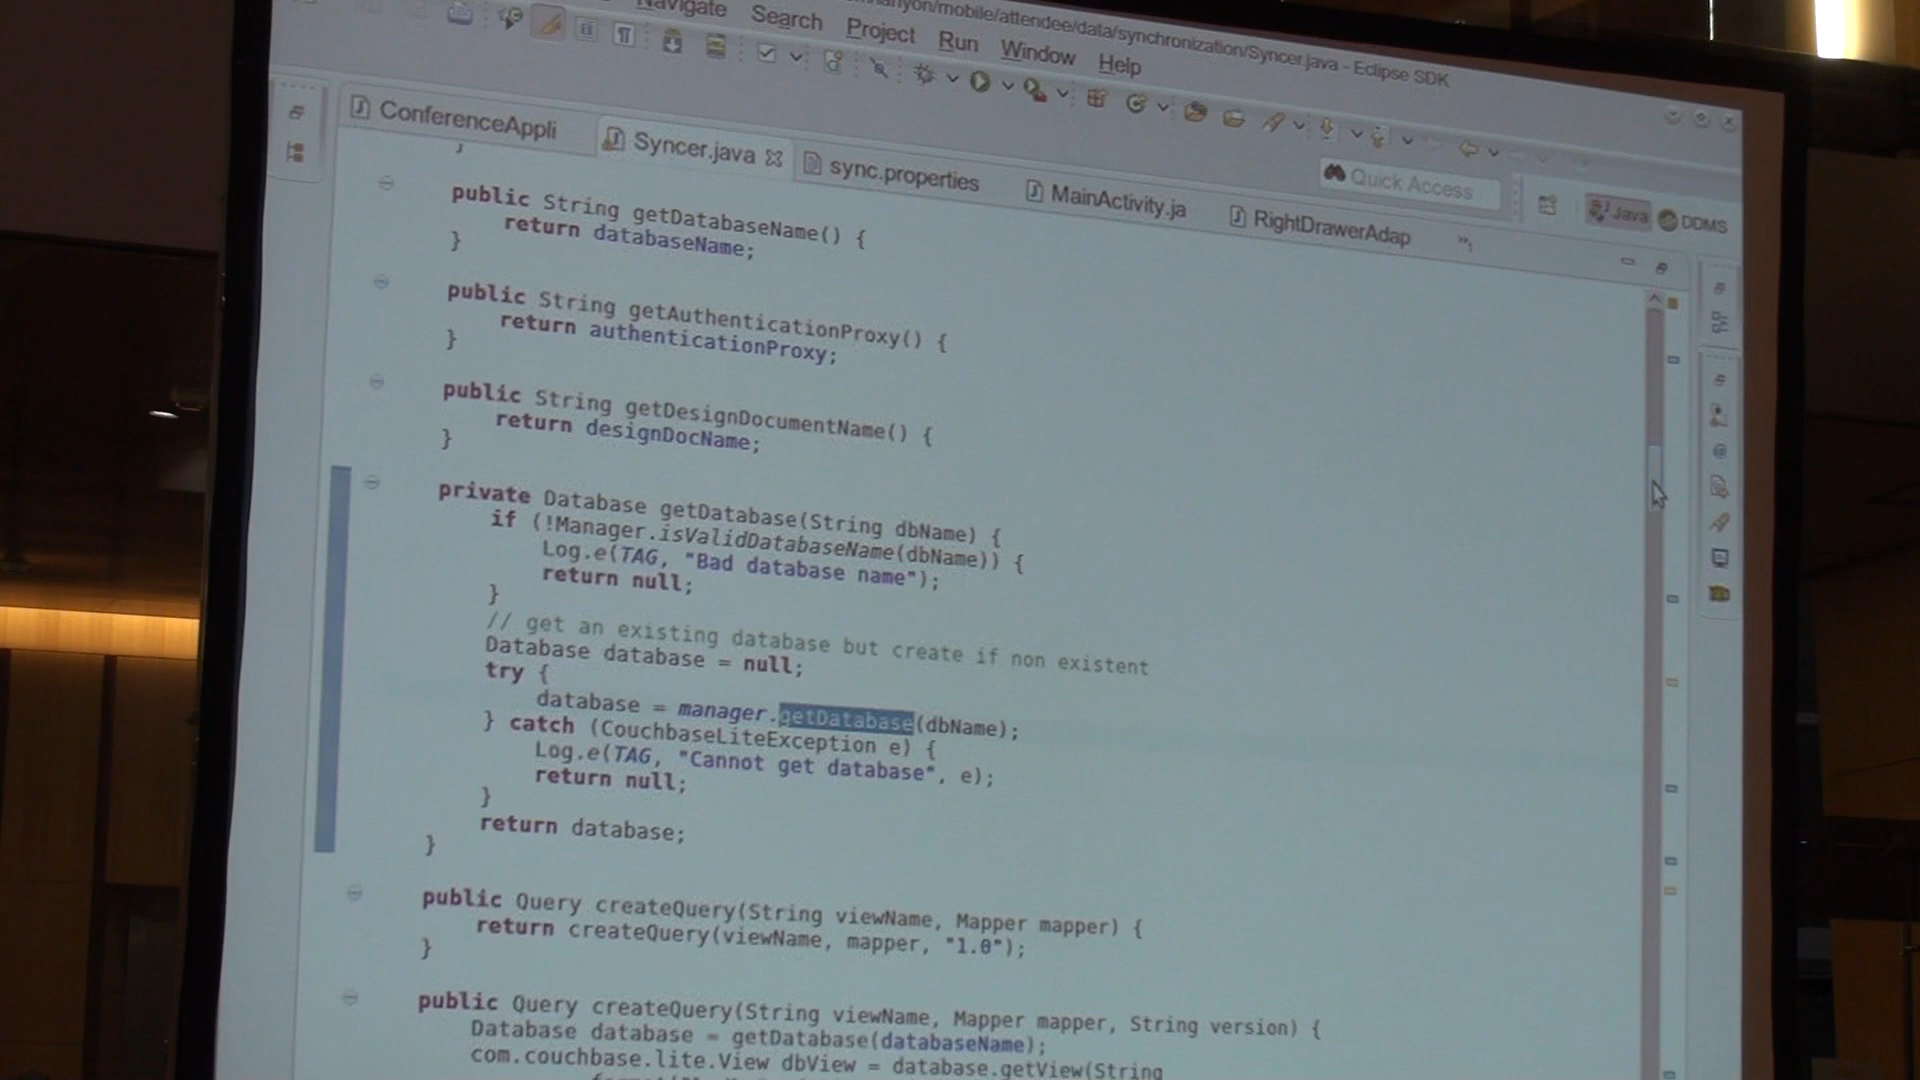 anyon/mobile/attendee/data/synchronization/Syncer.java - Eclipse SDK
Navigate Search Project Run Window Help
Quick Access
Java DDMS
ConferenceAppli Syncer.java sync.properties MainActivity.ja RightDrawerAdap »1
}
public String getDatabaseName() {
return databaseName;
}
public String getAuthenticationProxy() {
return authenticationProxy;
}
public String getDesignDocumentName() {
return designDocName;
}
private Database getDatabase(String dbName) {
if (!Manager.isValidDatabaseName(dbName)) {
Log.e(TAG, "Bad database name");
return null;
}
// get an existing database but create if non existent
Database database = null;
try {
database = manager.getDatabase(dbName);
} catch (CouchbaseLiteException e) {
Log.e(TAG, "Cannot get database", e);
return null;
}
return database;
}
public Query createQuery(String viewName, Mapper mapper) {
return createQuery(viewName, mapper, "1.0");
}
public Query createQuery(String viewName, Mapper mapper, String version) {
Database database = getDatabase(databaseName);
com.couchbase.lite.View dbView = database.getView(String